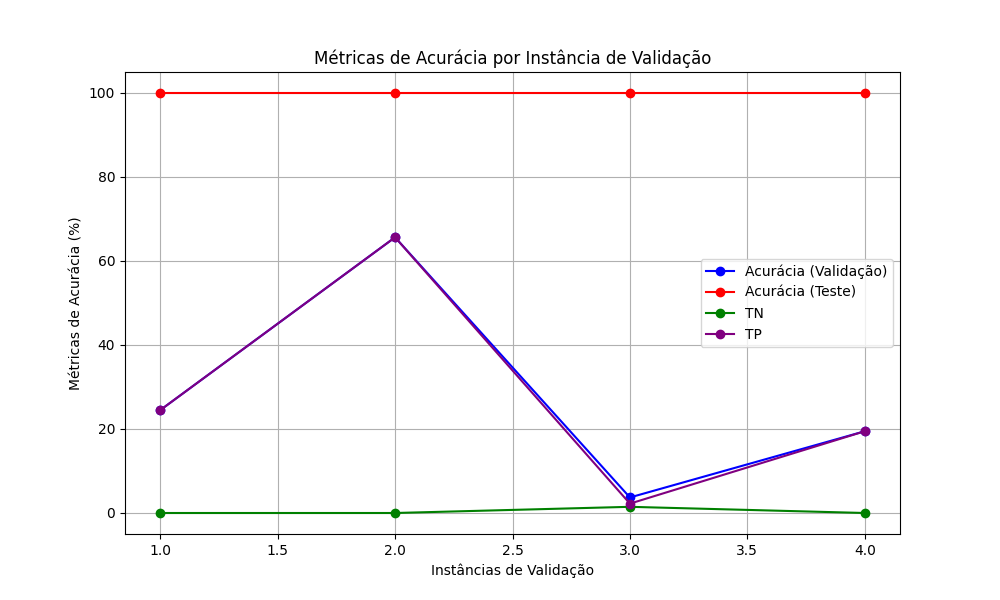 Métricas de Acurácia por Instância de Validação
Métricas de Acurácia (%)
100
80
60
40
20
0
Acurácia (Validação)
Acurácia (Teste)
TN
TP
1.0 1.5 2.0 2.5 3.0 3.5 4.0
Instâncias de Validação